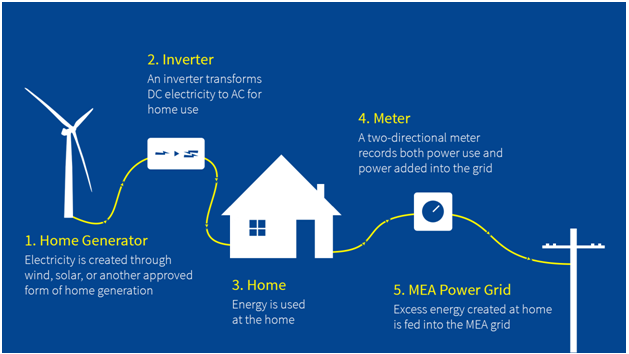 2. Inverter
An inverter transforms
DC electricity to AC for
home use
4. Meter
A two-directional meter
records both power use and
power added into the grid
1. Home Generator
Electricity is created through
wind, solar, or another approved
form of home generation
3. Home
Energy is used
at the home
5. MEA Power Grid
Excess energy created at home
is fed into the MEA grid